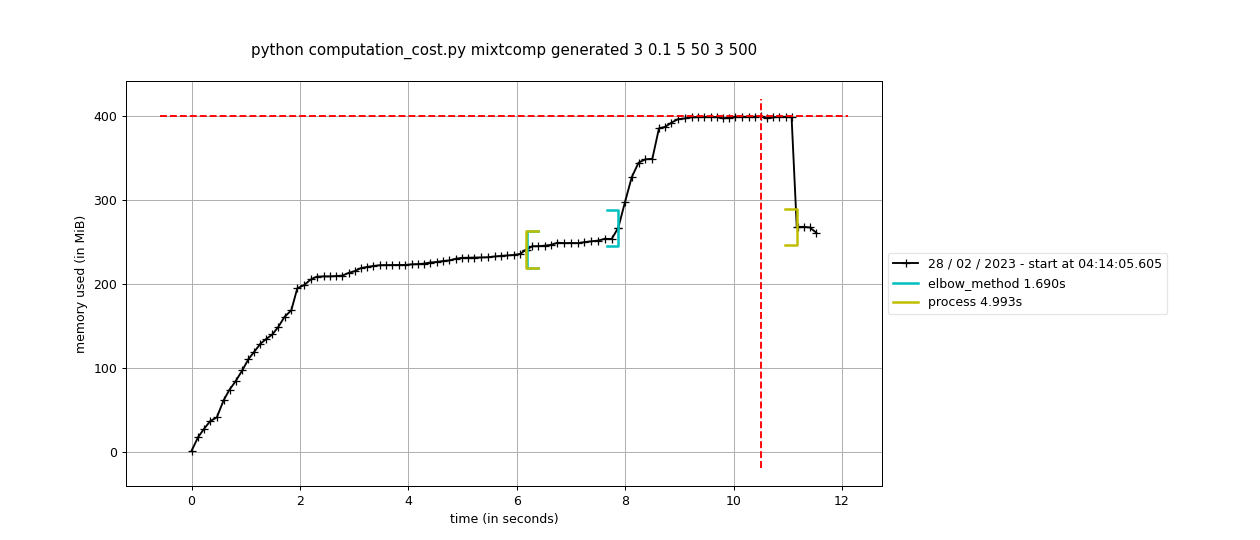 python computation_cost.py mixtcomp generated 3 0.1 5 50 3 500
memory used (in MiB)
400
300
200
100
0
0 2 4 6 8 10 12
time (in seconds)
28 / 02 / 2023 - start at 04:14:05.605
elbow_method 1.690s
process 4.993s